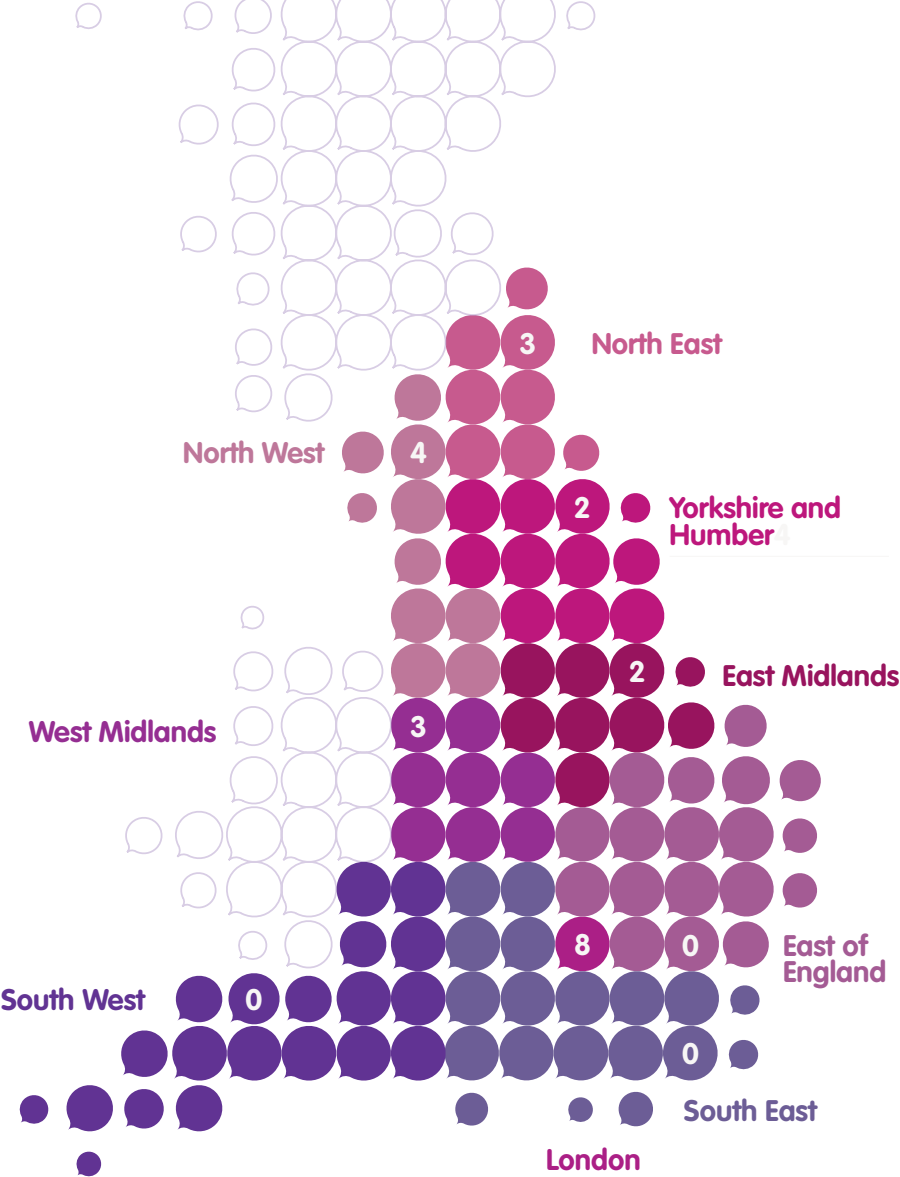 3
North East
North West
4
2
Yorkshire and
Humber4
2
East Midlands
West Midlands
3
8
0
East of
England
South West
0
0
South East
London